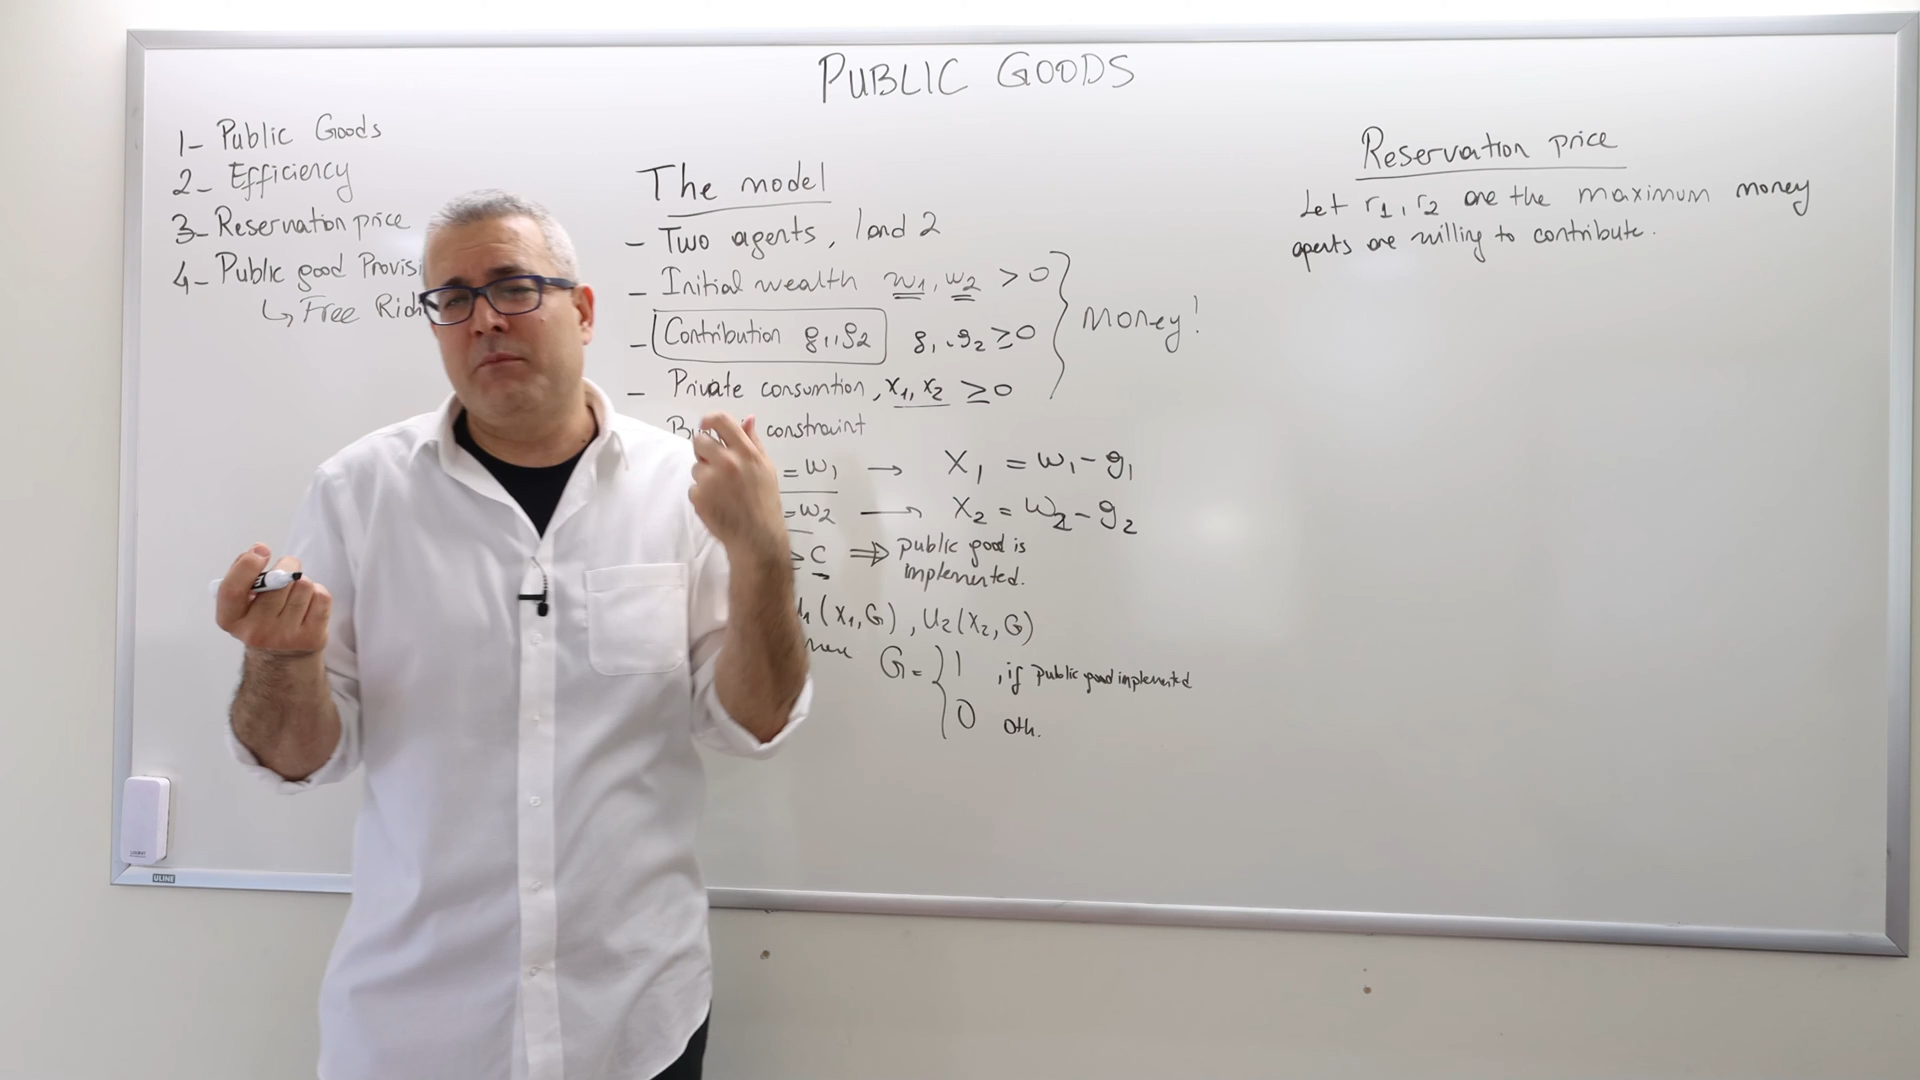 PUBLIC GOODS
1- Public Goods
2- Efficiency
3- Reservation price
4- Public good
↳ Free
The model
- Two agents, 1 and 2
- Initial wealth w1, w2 > 0
- Contribution g1, g2 g1, g2 ≥ 0
- Private consumtion, x1, x2 ≥ 0
Money!
constraint
= w1 → X1 = w1 - g1
= w2 → X2 = w2 - g2
≥ C ⇒ public good is
implemented.
(x1, G), U2(x2, G)
G = { 1 , if public good implemented
0 oth.
Reservation price
Let r1, r2 are the maximum money
agents are willing to contribute.
ULINE